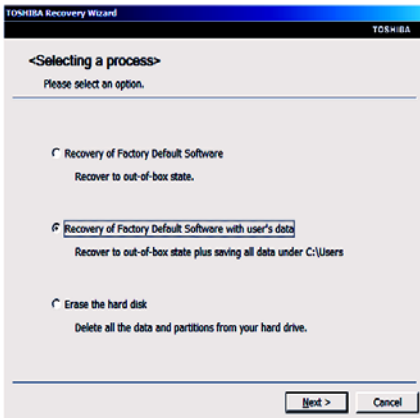 TOSHIBA Recovery Wizard
TOSHIBA
<Selecting a process>
Please select an option.
Recovery of Factory Default Software
Recover to out-of-box state.
Recovery of Factory Default Software with user's data
Recover to out-of-box state plus saving all data under C:\Users
Erase the hard disk
Delete all the data and partitions from your hard drive.
Next >
Cancel